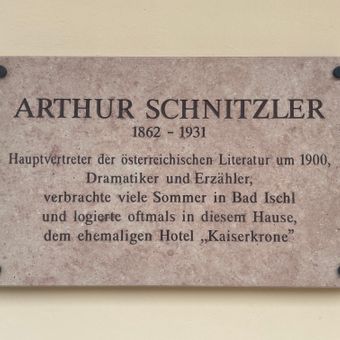 ARTHUR SCHNITZLER
1862 - 1931
Hauptvertreter der österreichischen Literatur um 1900,
Dramatiker und Erzähler,
verbrachte viele Sommer in Bad Ischl
und logierte oftmals in diesem Hause,
dem ehemaligen Hotel „Kaiserkrone”